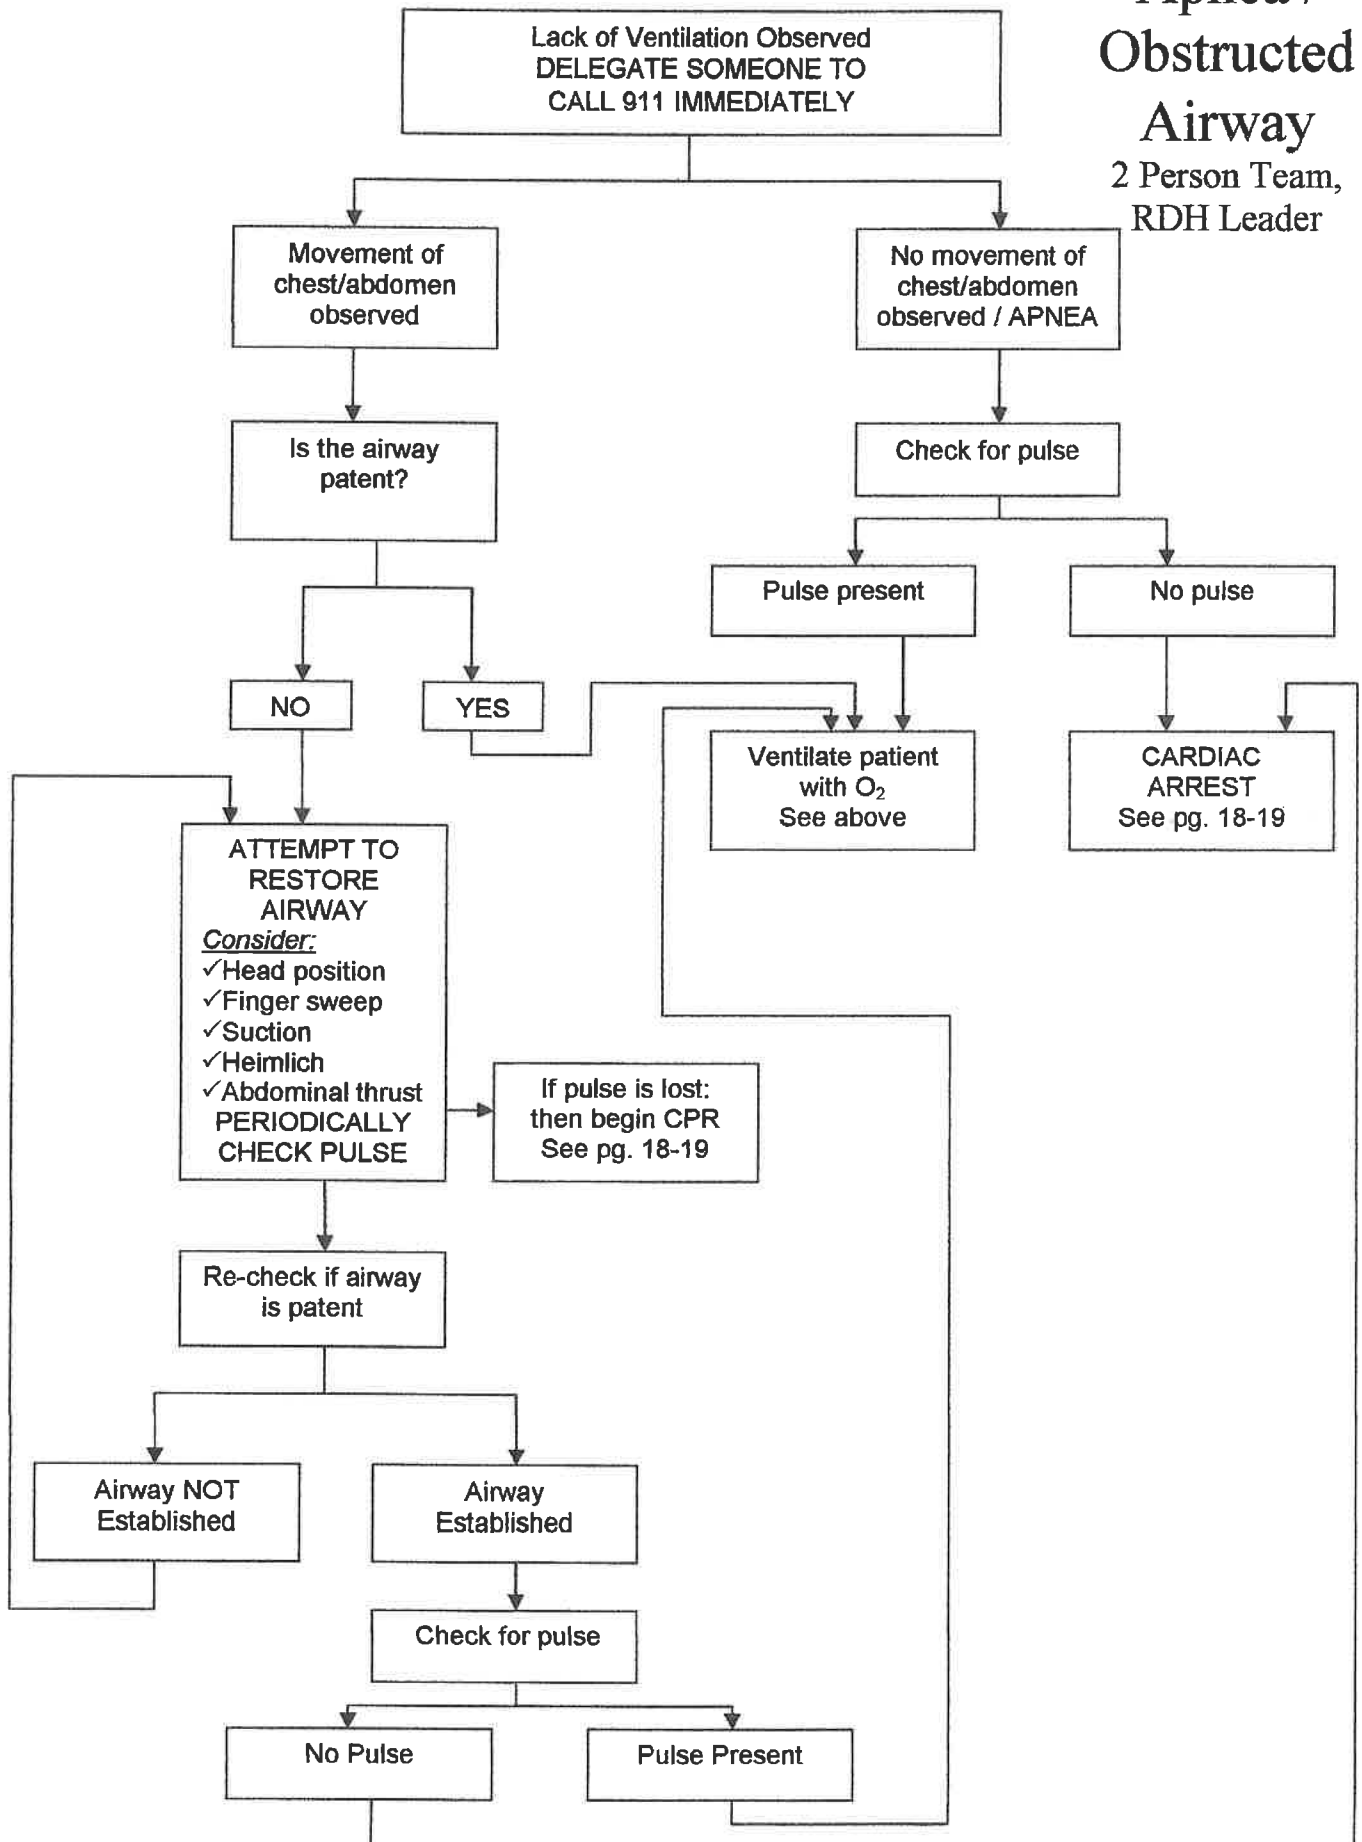 Obstructed
Airway
2 Person Team,
RDH Leader
Lack of Ventilation Observed
DELEGATE SOMEONE TO
CALL 911 IMMEDIATELY
Movement of
chest/abdomen
observed
No movement of
chest/abdomen
observed / APNEA
Is the airway
patent?
Check for pulse
Pulse present
No pulse
NO
YES
Ventilate patient
with O₂
See above
CARDIAC
ARREST
See pg. 18-19
ATTEMPT TO
RESTORE
AIRWAY
Consider:
✓Head position
✓Finger sweep
✓Suction
✓Heimlich
✓Abdominal thrust
PERIODICALLY
CHECK PULSE
If pulse is lost:
then begin CPR
See pg. 18-19
Re-check if airway
is patent
Airway NOT
Established
Airway
Established
Check for pulse
No Pulse
Pulse Present